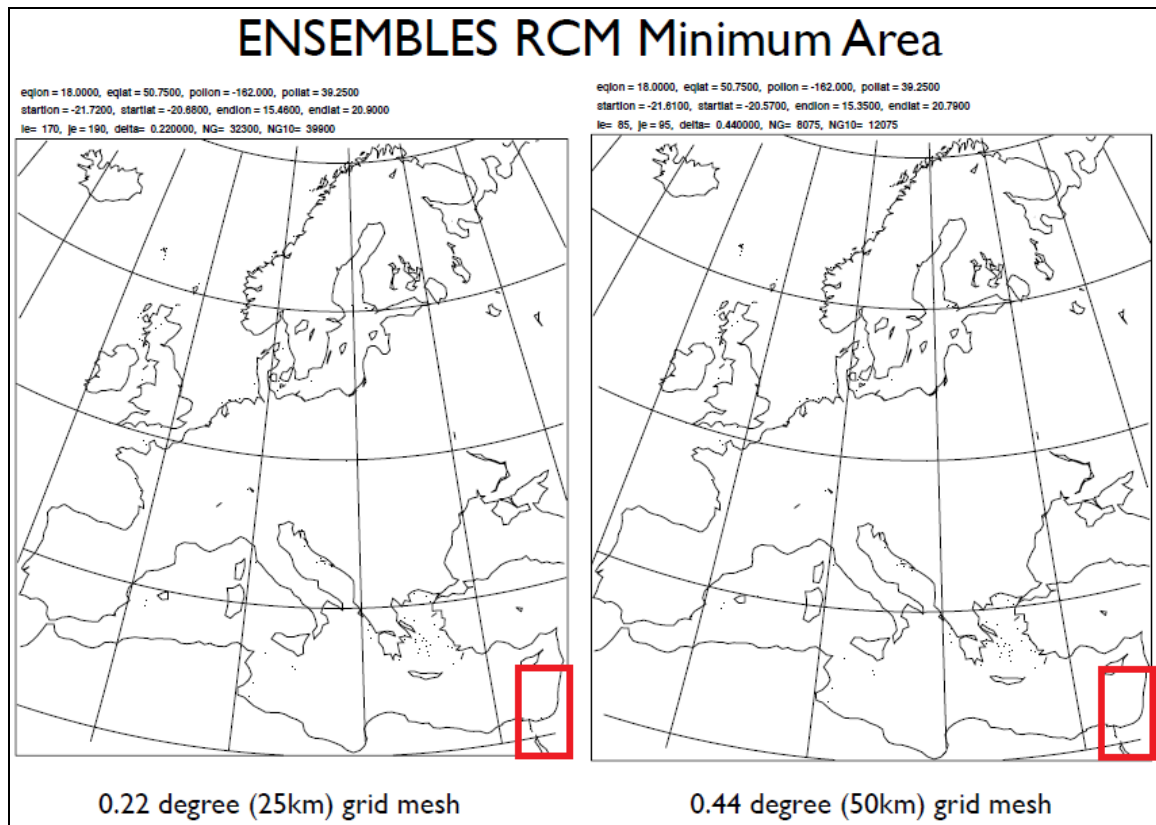 ENSEMBLES RCM Minimum Area
eqlon = 18.0000, eqlat = 50.7500, pollon = -162.000, pollat = 39.2500
startlon = -21.7200, startlat = -20.6800, endlon = 15.4600, endlat = 20.9000
ie= 170, je = 190, delta= 0.220000, NG= 32300, NG10= 39900
eqlon = 18.0000, eqlat = 50.7500, pollon = -162.000, pollat = 39.2500
startlon = -21.6100, startlat = -20.5700, endlon = 15.3500, endlat = 20.7900
ie= 85, je = 95, delta= 0.440000, NG= 8075, NG10= 12075
0.22 degree (25km) grid mesh
0.44 degree (50km) grid mesh